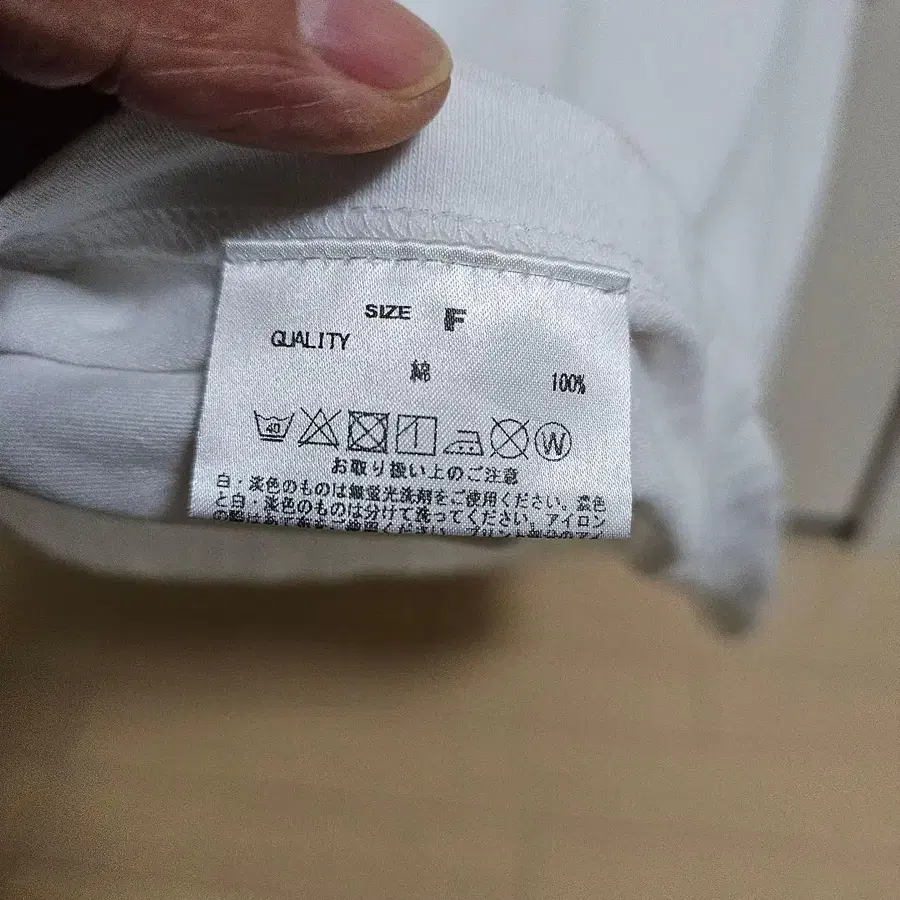 SIZE F
QUALITY
綿 100%
40 W
お取り扱い上のご注意
白・淡色のものは無蛍光洗剤をご使用ください。濃色
と白・淡色のものは分けて洗ってください。アイロン